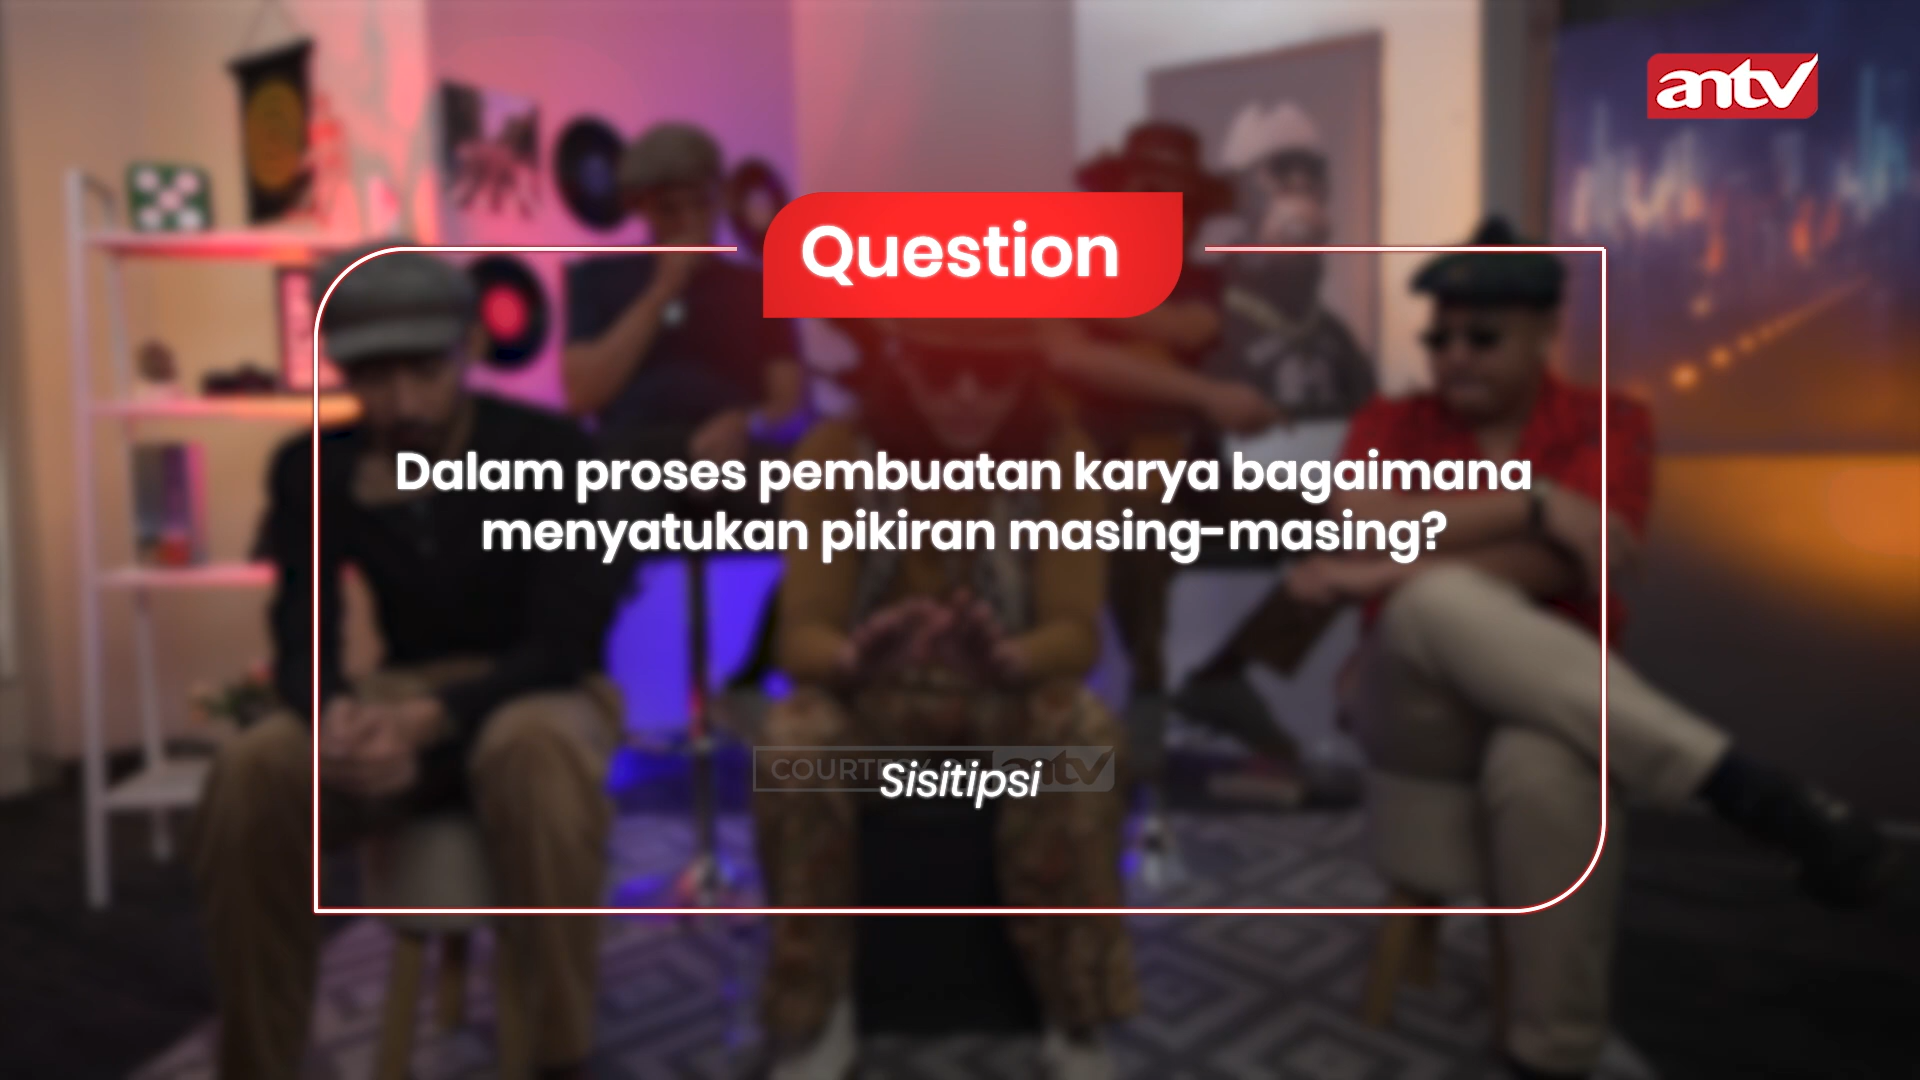 antv
Question
Dalam proses pembuatan karya bagaimana
menyatukan pikiran masing-masing?
Sisitipsi